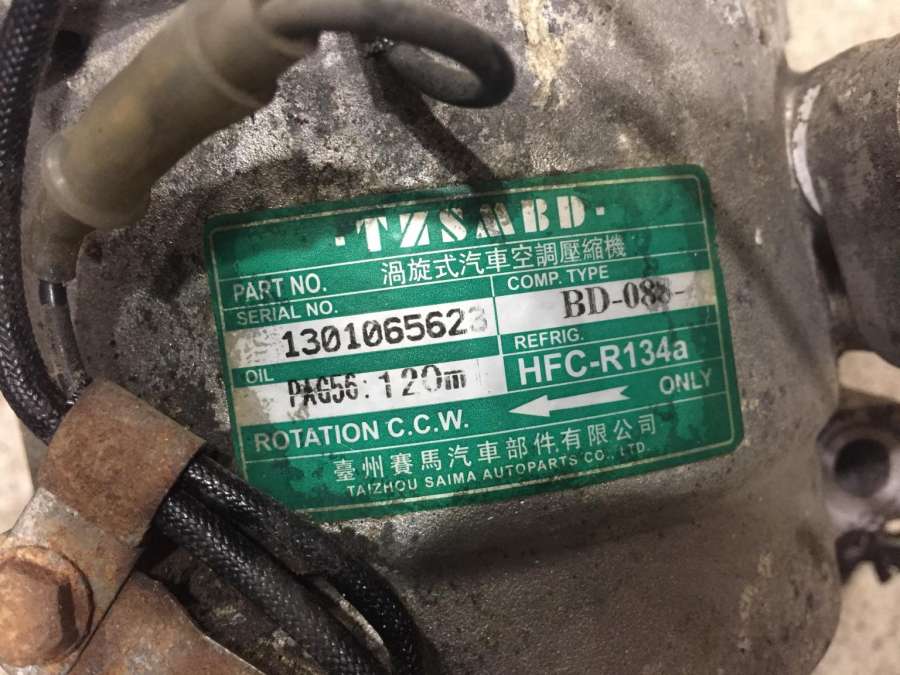 ·TZSMBD·
PART NO. 渦旋式汽車空調壓縮機
SERIAL NO.
1301065623
COMP. TYPE
BD-088-
OIL
PAG56: 120m
REFRIG.
HFC-R134a
ROTATION C.C.W. ONLY
臺州賽馬汽車部件有限公司
TAIZHOU SAIMA AUTOPARTS CO., LTD.